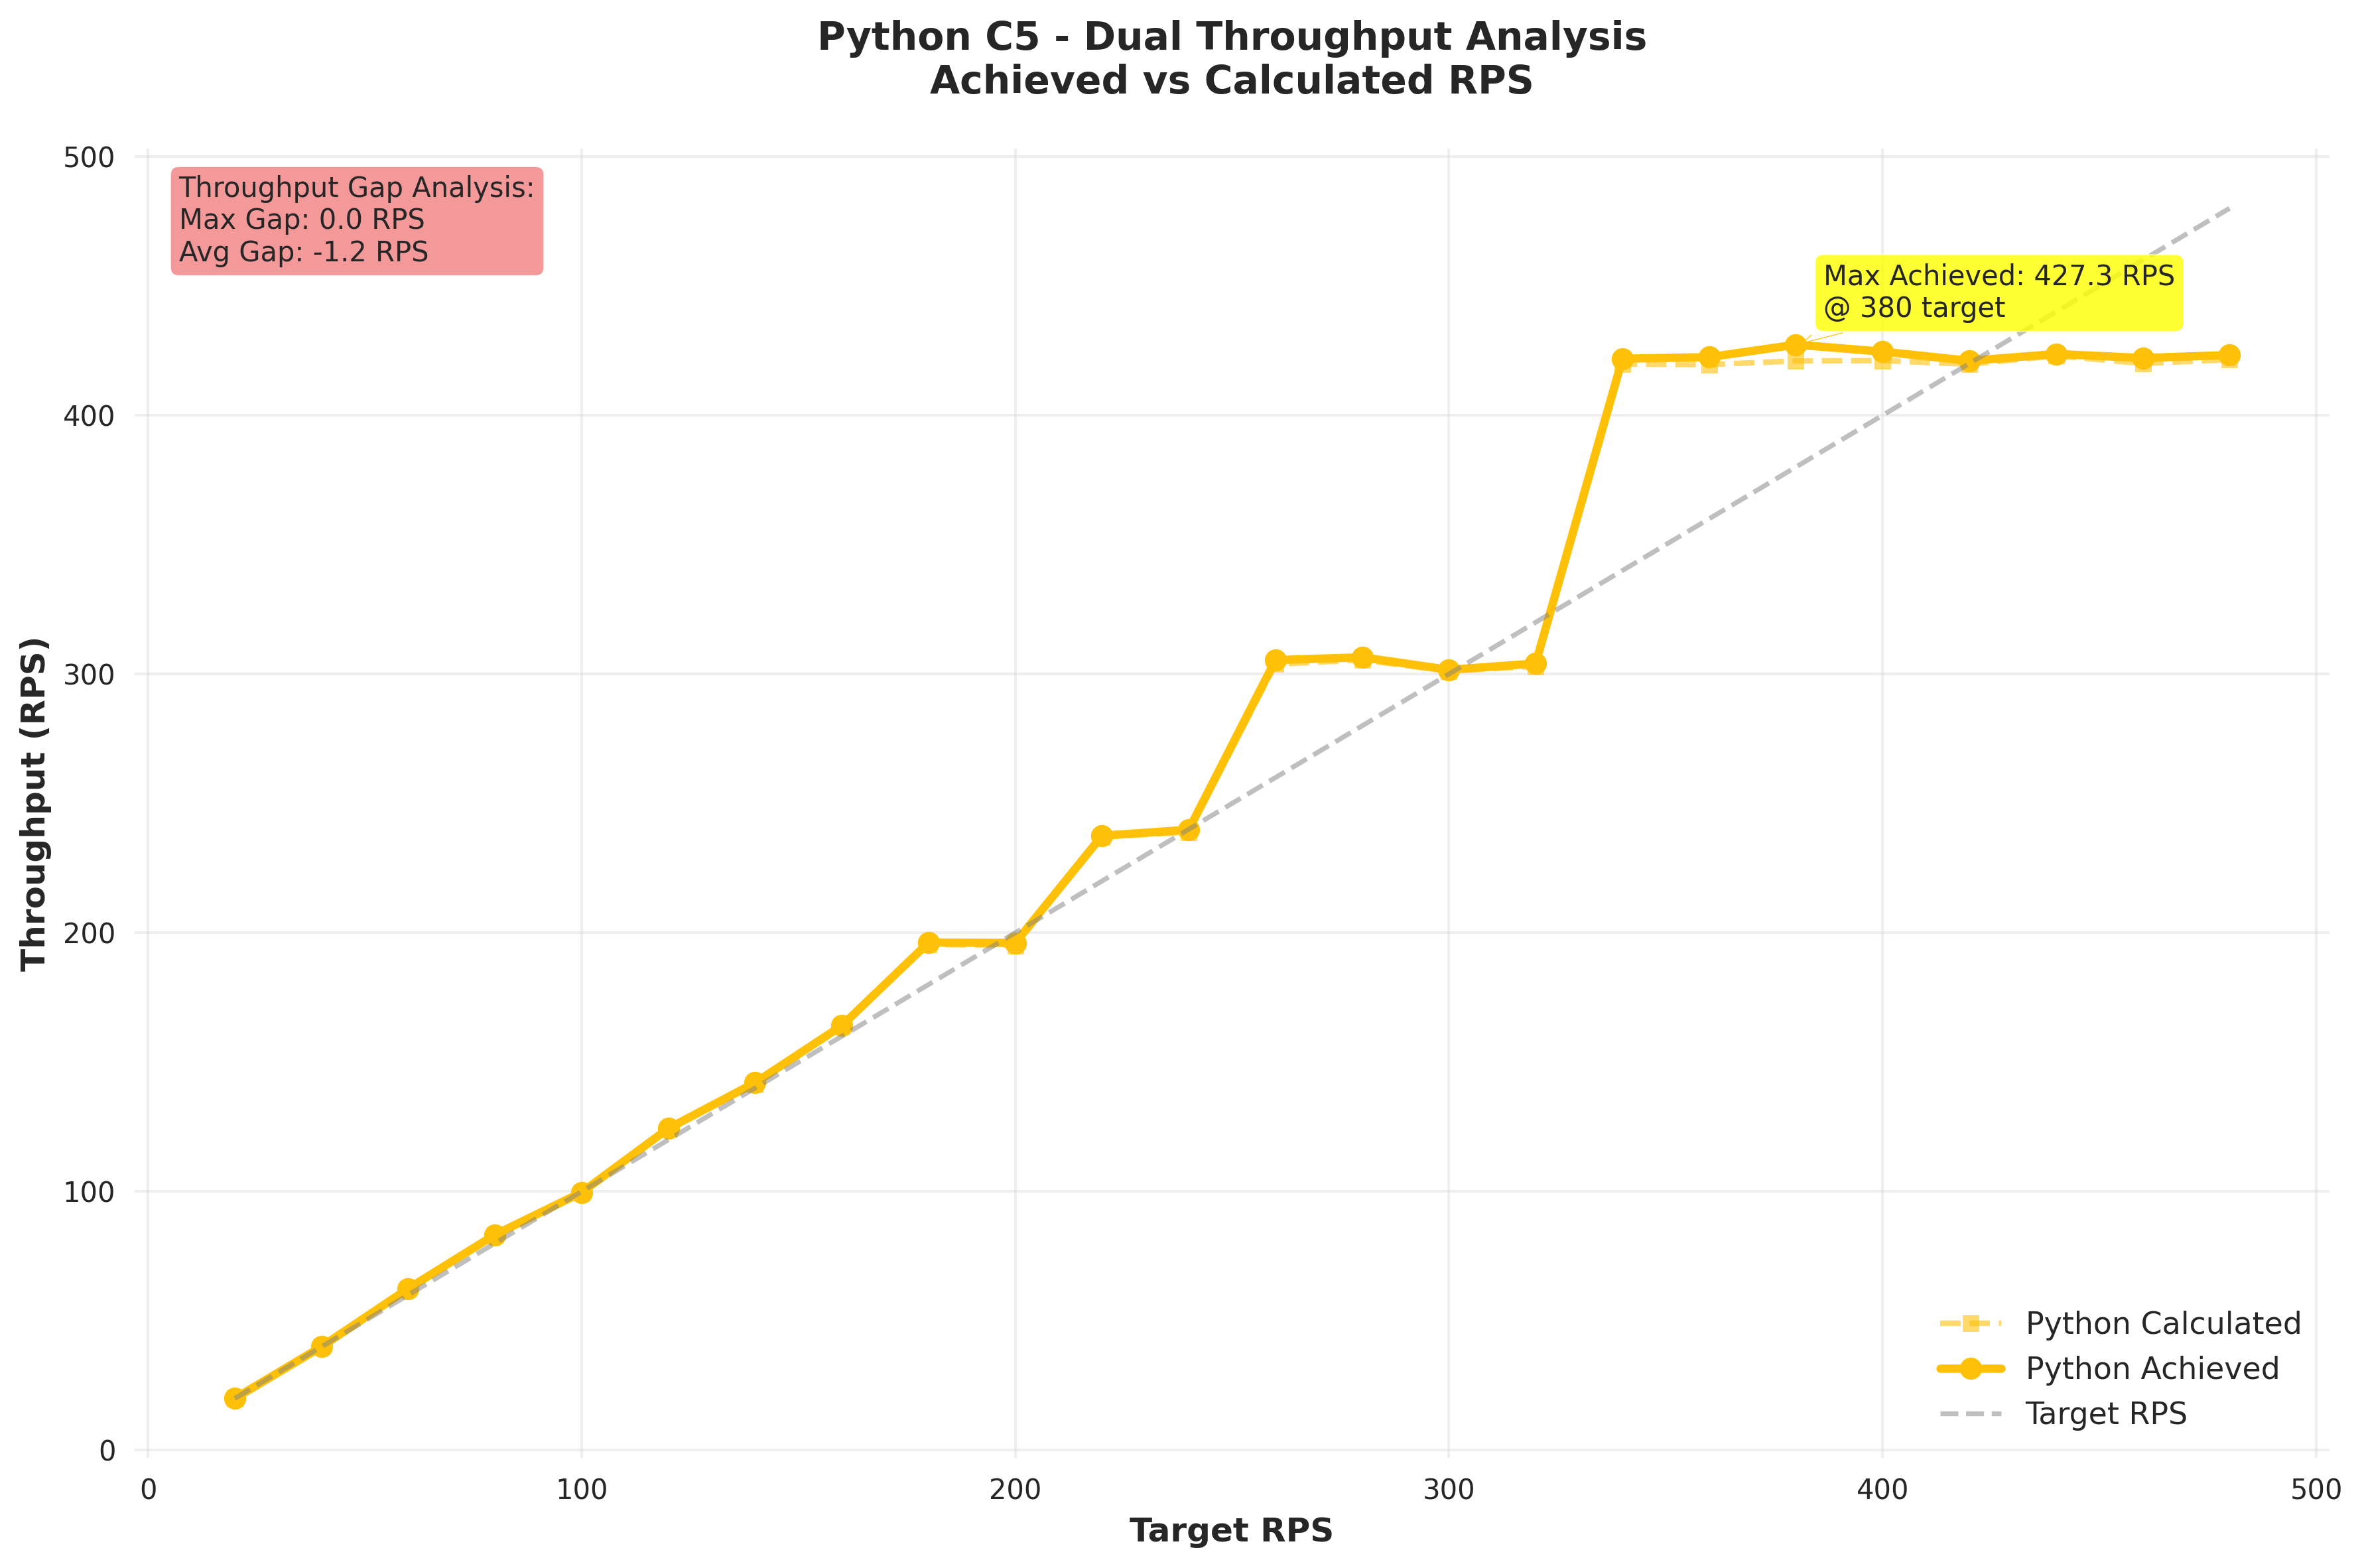 Python C5 - Dual Throughput Analysis
Achieved vs Calculated RPS
500
400
300
200
100
0
Throughput (RPS)
Throughput Gap Analysis:
Max Gap: 0.0 RPS
Avg Gap: -1.2 RPS
Max Achieved: 427.3 RPS
@ 380 target
Python Calculated
Python Achieved
Target RPS
0
100
200
300
400
500
Target RPS